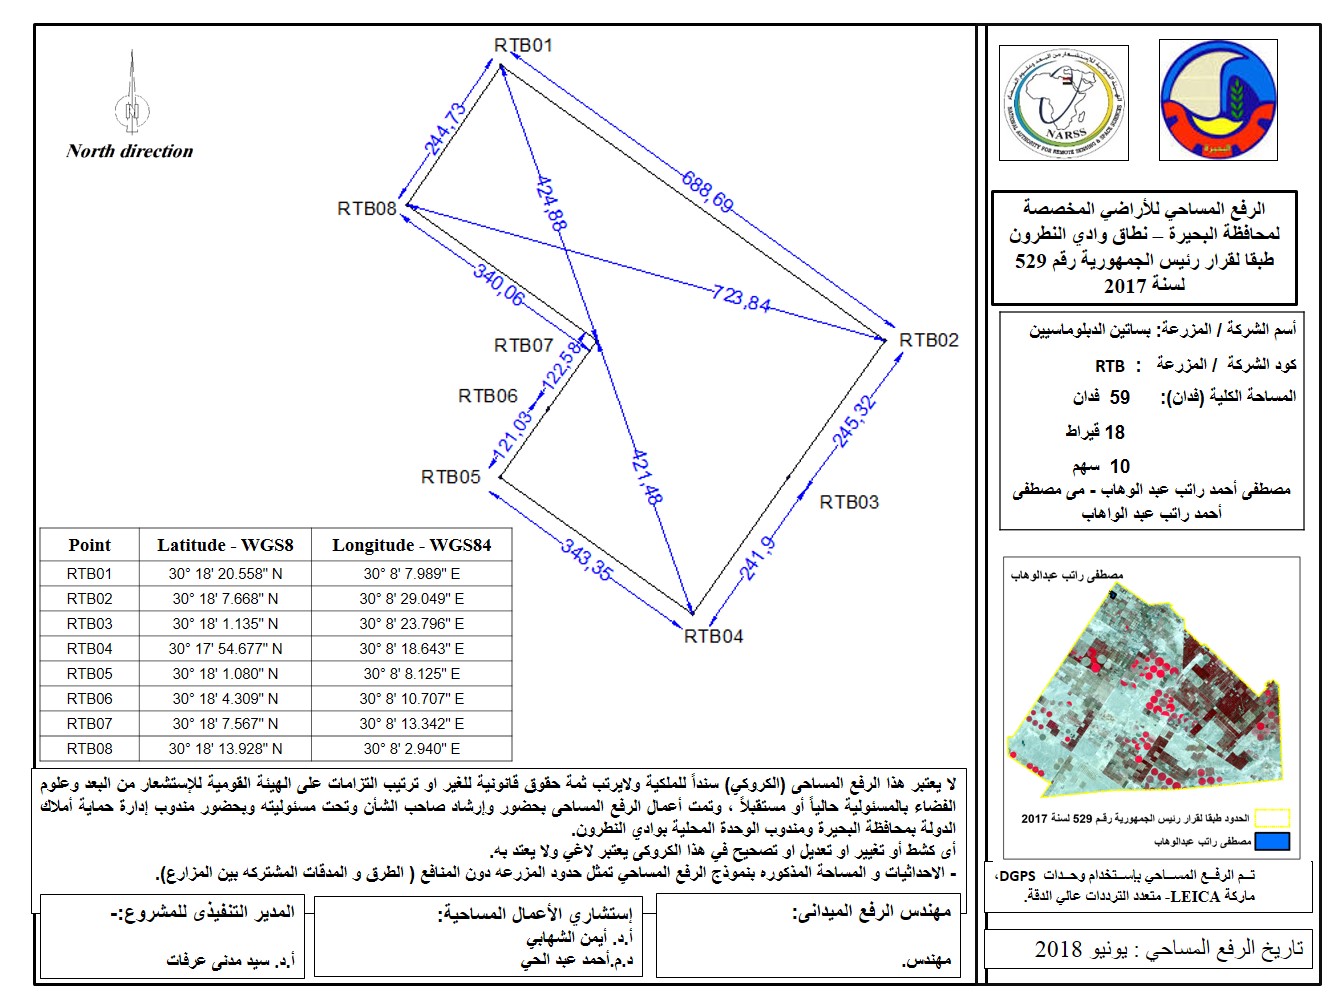 RTB01
244,73
688,69
424,88
North direction
RTB08
340,06
723,84
RTB07
RTB02
122,58
RTB06
121,03
245,32
RTB05
421,48
RTB03
343,35
241,9
RTB04
Point Latitude - WGS8 Longitude - WGS84
RTB01 30° 18' 20.558" N 30° 8' 7.989" E
RTB02 30° 18' 7.668" N 30° 8' 29.049" E
RTB03 30° 18' 1.135" N 30° 8' 23.796" E
RTB04 30° 17' 54.677" N 30° 8' 18.643" E
RTB05 30° 18' 1.080" N 30° 8' 8.125" E
RTB06 30° 18' 4.309" N 30° 8' 10.707" E
RTB07 30° 18' 7.567" N 30° 8' 13.342" E
RTB08 30° 18' 13.928" N 30° 8' 2.940" E
NARSS
NATIONAL AUTHORITY FOR REMOTE SENSING & SPACE SCIENCES
البحيرة
الرفع المساحي للأراضي المخصصة
لمحافظة البحيرة – نطاق وادي النطرون
طبقا لقرار رئيس الجمهورية رقم 529
لسنة 2017
أسم الشركة / المزرعة: بساتين الدبلوماسيين
كود الشركة / المزرعة : RTB
المساحة الكلية (فدان): 59 فدان
18 قيراط
10 سهم
مصطفى أحمد راتب عبد الوهاب - مى مصطفى
أحمد راتب عبد الواهاب
مصطفى راتب عبدالوهاب
الحدود طبقا لقرار رئيس الجمهورية رقم 529 لسنة 2017
مصطفى راتب عبدالوهاب
تم الرفع المساحي بإستخدام وحدات DGPS،
ماركة LEICA- متعدد الترددات عالي الدقة.
تاريخ الرفع المساحي : يونيو 2018
لا يعتبر هذا الرفع المساحى (الكروكي) سنداً للملكية ولايرتب ثمة حقوق قانونية للغير او ترتيب التزامات على الهيئة القومية للإستشعار من البعد وعلوم
الفضاء بالمسئولية حالياً أو مستقبلاً ، وتمت أعمال الرفع المساحى بحضور وإرشاد صاحب الشأن وتحت مسئوليته وبحضور مندوب إدارة حماية أملاك
الدولة بمحافظة البحيرة ومندوب الوحدة المحلية بوادي النطرون.
أى كشط أو تغيير او تعديل او تصحيح في هذا الكروكى يعتبر لاغي ولا يعتد به.
- الاحداثيات و المساحة المذكوره بنموذج الرفع المساحي تمثل حدود المزرعه دون المنافع ( الطرق و المدقات المشتركه بين المزارع).
مهندس الرفع الميدانى:
مهندس.
إستشاري الأعمال المساحية:
أ.د. أيمن الشهابي
د.م.أحمد عبد الحي
المدير التنفيذى للمشروع:-
أ.د. سيد مدنى عرفات